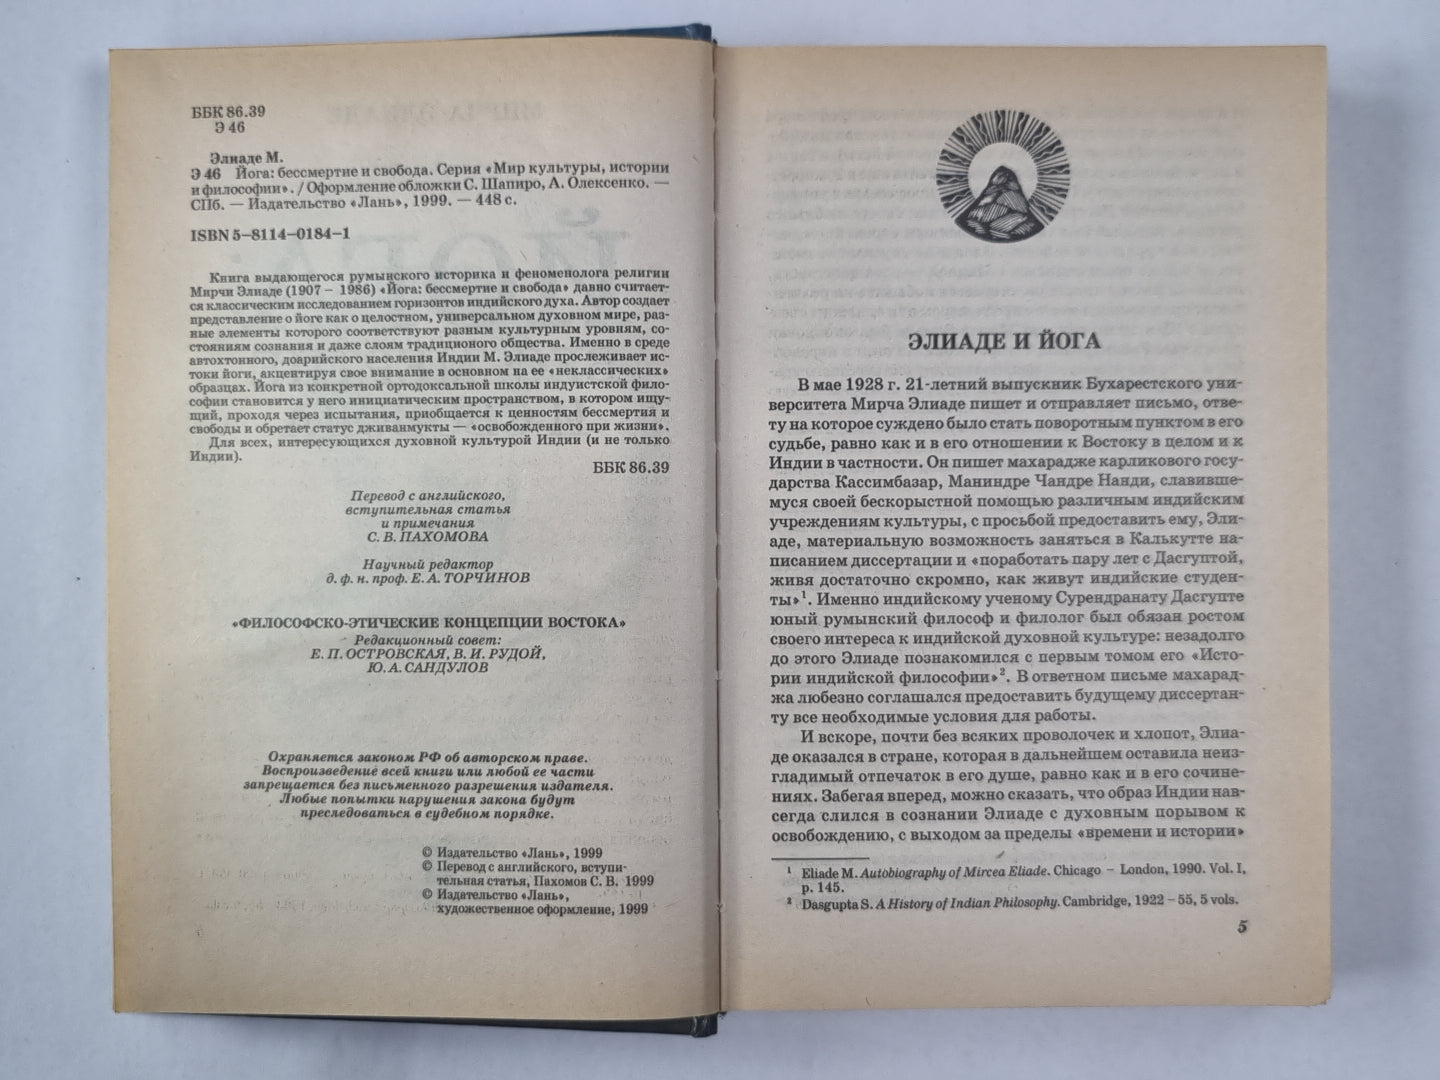 ББК 86.39
Э 46
Элиаде М.
Э 46 Йога: бессмертие и свобода. Серия «Мир культуры, истории
и философии». / Оформление обложки С. Шапиро, А. Олексенко. —
СПб. — Издательство «Лань», 1999. — 448 с.
ISBN 5–8114–0184–1
Книга выдающегося румынского историка и феноменолога религии
Мирчи Элиаде (1907 – 1986) «Йога: бессмертие и свобода» давно считает-
ся классическим исследованием горизонтов индийского духа. Автор создает
представление о йоге как о целостном, универсальном духовном мире, раз-
ные элементы которого соответствуют разным культурным уровням, со-
стояниям сознания и даже слоям традиционого общества. Именно в среде
автохтонного, доарийского населения Индии М. Элиаде прослеживает ис-
токи йоги, акцентируя свое внимание в основном на ее «неклассических»
образцах. Йога из конкретной ортодоксальной школы индуистской фило-
софии становится у него инициатическим пространством, в котором ищу-
щий, проходя через испытания, приобщается к ценностям бессмертия и
свободы и обретает статус дживанмукты — «освобожденного при жизни».
Для всех, интересующихся духовной культурой Индии (и не только
Индии).
ББК 86.39
Перевод с английского,
вступительная статья
и примечания
С. В. ПАХОМОВА
Научный редактор
д. ф. н. проф. Е. А. ТОРЧИНОВ
«ФИЛОСОФСКО-ЭТИЧЕСКИЕ КОНЦЕПЦИИ ВОСТОКА»
Редакционный совет:
Е. П. ОСТРОВСКАЯ, В. И. РУДОЙ,
Ю. А. САНДУЛОВ
Охраняется законом РФ об авторском праве.
Воспроизведение всей книги или любой ее части
запрещается без письменного разрешения издателя.
Любые попытки нарушения закона будут
преследоваться в судебном порядке.
© Издательство «Лань», 1999
© Перевод с английского, вступи-
тельная статья, Пахомов С. В. 1999
© Издательство «Лань»,
художественное оформление, 1999
ЭЛИАДЕ И ЙОГА
В мае 1928 г. 21-летний выпускник Бухарестского уни-
верситета Мирча Элиаде пишет и отправляет письмо, отве-
ту на которое суждено было стать поворотным пунктом в его
судьбе, равно как и в его отношении к Востоку в целом и к
Индии в частности. Он пишет махарадже карликового госу-
дарства Кассимбазар, Маниндре Чандре Нанди, славивше-
муся своей бескорыстной помощью различным индийским
учреждениям культуры, с просьбой предоставить ему, Эли-
аде, материальную возможность заняться в Калькутте на-
писанием диссертации и «поработать пару лет с Дасгуптой,
живя достаточно скромно, как живут индийские студен-
ты»¹. Именно индийскому ученому Сурендранату Дасгупте
юный румынский философ и филолог был обязан ростом
своего интереса к индийской духовной культуре: незадолго
до этого Элиаде познакомился с первым томом его «Исто-
рии индийской философии»². В ответном письме махарад-
жа любезно соглашался предоставить будущему диссертан-
ту все необходимые условия для работы.
И вскоре, почти без всяких проволочек и хлопот, Элиа-
де оказался в стране, которая в дальнейшем оставила неиз-
гладимый отпечаток в его душе, равно как и в его сочине-
ниях. Забегая вперед, можно сказать, что образ Индии нав-
сегда слился в сознании Элиаде с духовным порывом к
освобождению, с выходом за пределы «времени и истории»
¹ Eliade M. Autobiography of Mircea Eliade. Chicago – London, 1990. Vol. I,
p. 145.
² Dasgupta S. A History of Indian Philosophy. Cambridge, 1922 – 55, 5 vols.
5